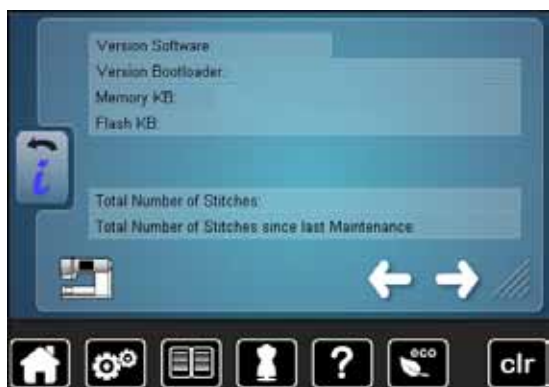 Version Software
Version Bootloader:
Memory KB:
Flash KB:
i
Total Number of Stitches:
Total Number of Stitches since last Maintenance
?
eco
clr